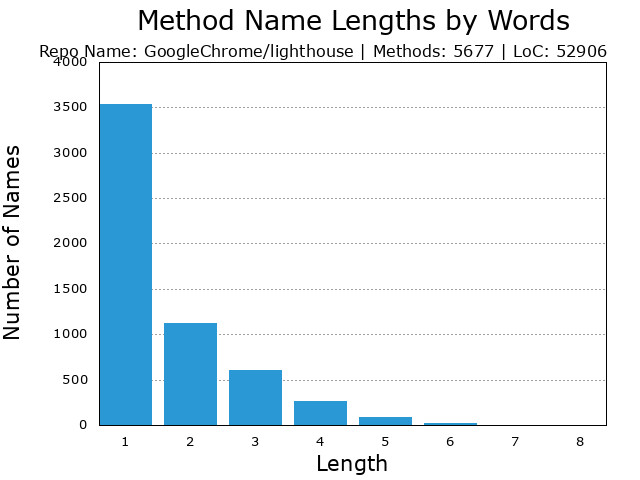 Method Name Lengths by Words
Repo Name: GoogleChrome/lighthouse | Methods: 5677 | LoC: 52906
4000
3500
3000
2500
2000
1500
1000
500
0
Number of Names
1 2 3 4 5 6 7 8
Length